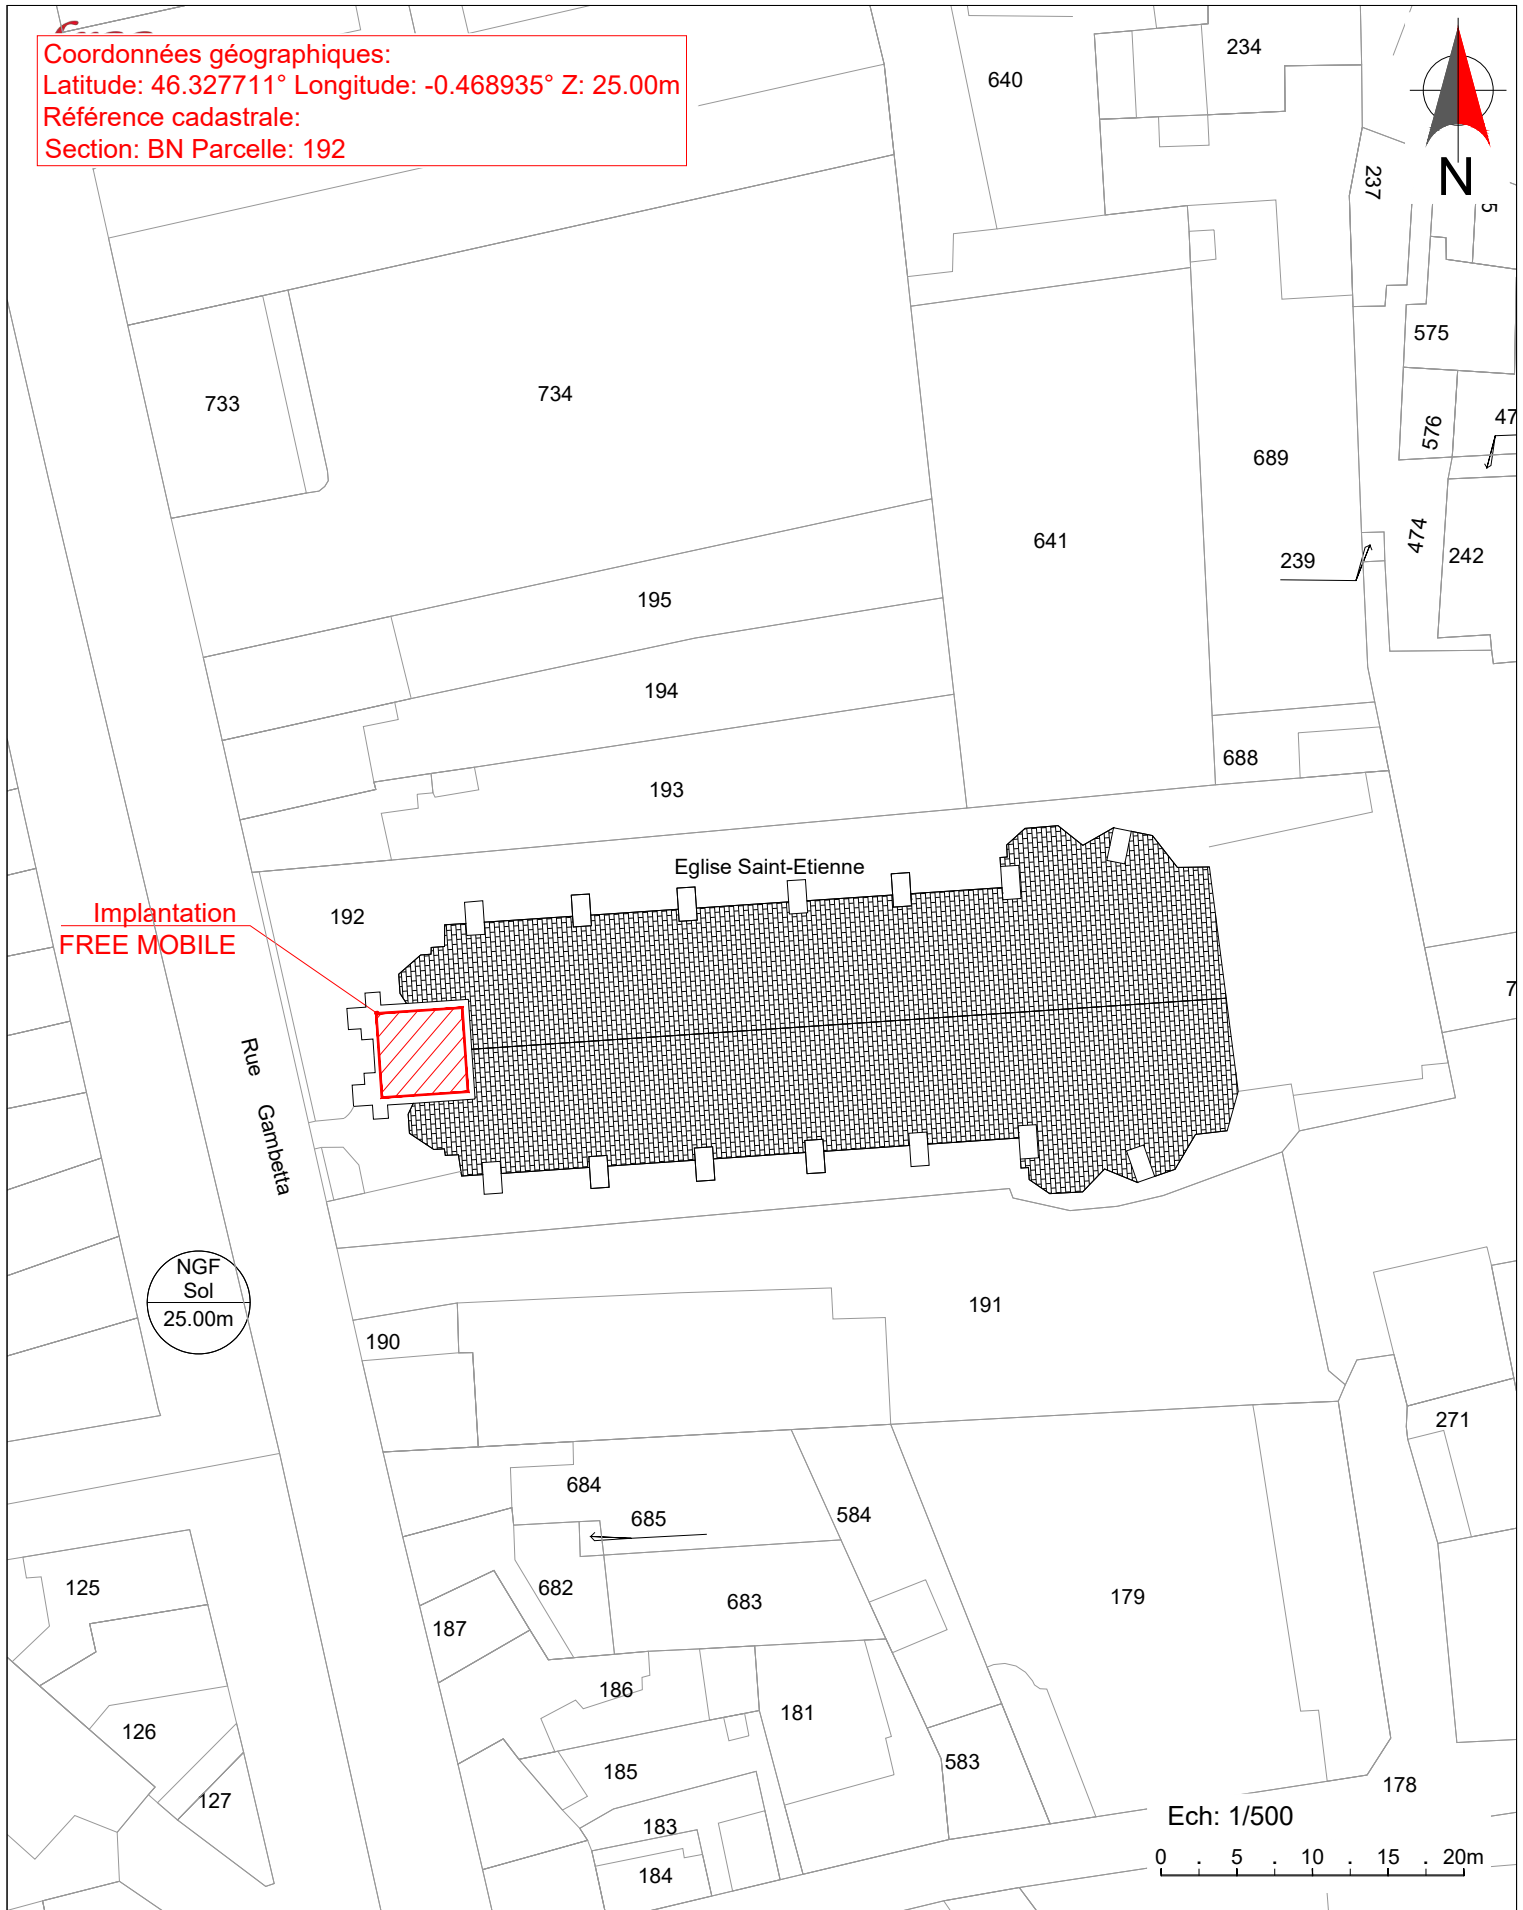 Coordonnées géographiques:
Latitude: 46.327711° Longitude: -0.468935° Z: 25.00m
Référence cadastrale:
Section: BN Parcelle: 192
234
640
N
237
5
575
733
734
47
576
689
474
641
239
242
195
194
688
193
Eglise Saint-Etienne
192
Implantation
FREE MOBILE
7
Rue Gambetta
NGF
Sol
25.00m
191
190
271
684
685
584
125
682
683
179
187
186
181
126
185
583
178
127
183
184
Ech: 1/500
0 . 5 . 10 . 15 . 20m